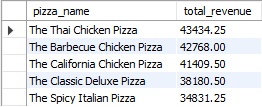 pizza_name total_revenue
The Thai Chicken Pizza 43434.25
The Barbecue Chicken Pizza 42768.00
The California Chicken Pizza 41409.50
The Classic Deluxe Pizza 38180.50
The Spicy Italian Pizza 34831.25